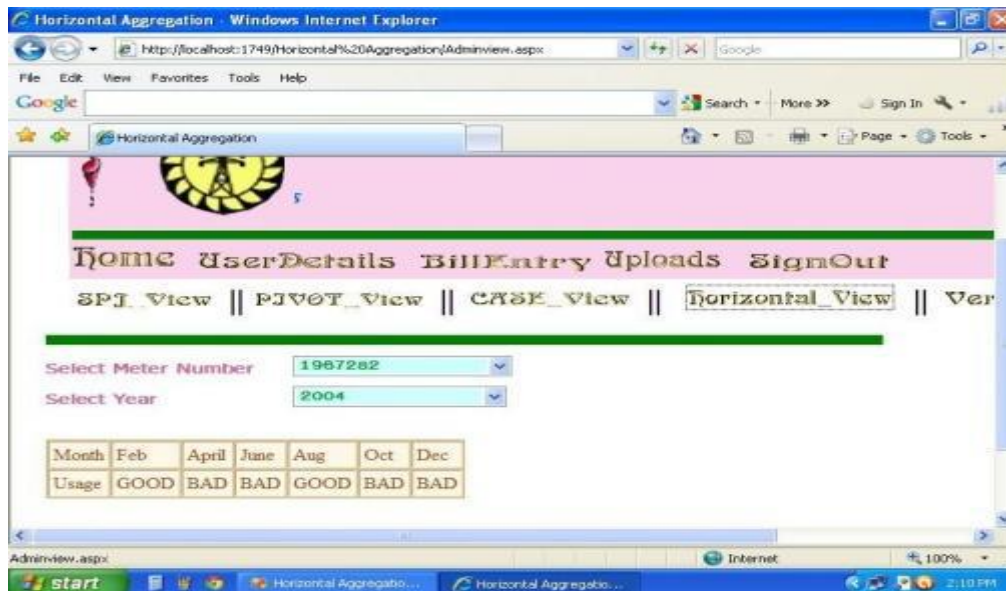 Horizontal Aggregation - Windows Internet Explorer
http://localhost:1749/Horizontal%20Aggregation/Adminview.aspx Google
File Edit View Favorites Tools Help
Google Search More >> Sign In
Horizontal Aggregation Page Tools
Home UserDetails BillEntry Uploads SignOut
SPJ_View || PIVOT_View || CASE_View || Horizontal_View || Ver
Select Meter Number 1967282
Select Year 2004
Month Feb April June Aug Oct Dec
Usage GOOD BAD BAD GOOD BAD BAD
Adminview.aspx Internet 100%
start Horizontal Aggregatio... Horizontal Aggregatio... 2:10 PM